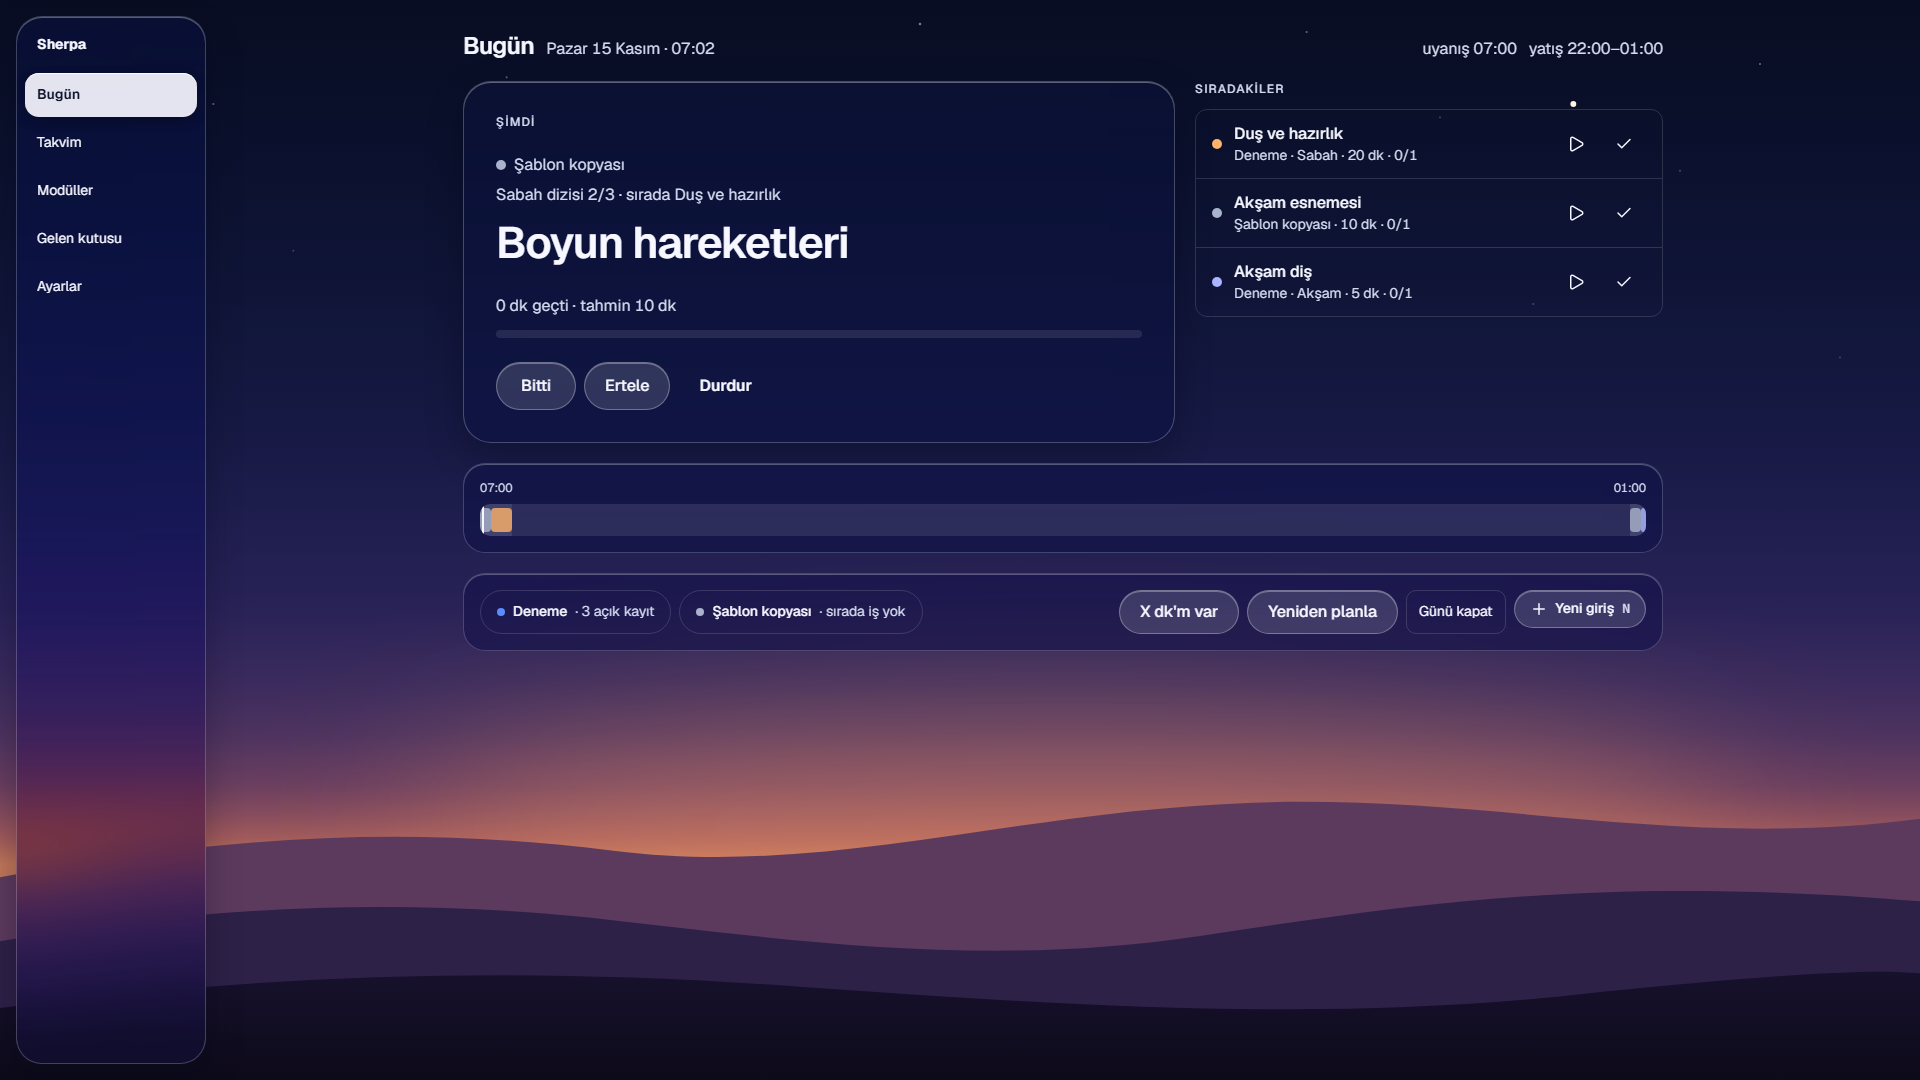 Sherpa
Bugün
Takvim
Modüller
Gelen kutusu
Ayarlar
Bugün Pazar 15 Kasım · 07:02
uyanış 07:00 yatış 22:00–01:00
ŞİMDİ
Şablon kopyası
Sabah dizisi 2/3 · sırada Duş ve hazırlık
Boyun hareketleri
0 dk geçti · tahmin 10 dk
Bitti Ertele Durdur
SIRADAKİLER
Duş ve hazırlık
Deneme · Sabah · 20 dk · 0/1
Akşam esnemesi
Şablon kopyası · 10 dk · 0/1
Akşam diş
Deneme · Akşam · 5 dk · 0/1
07:00 01:00
Deneme · 3 açık kayıt Şablon kopyası · sırada iş yok X dk'm var Yeniden planla Günü kapat Yeni giriş N